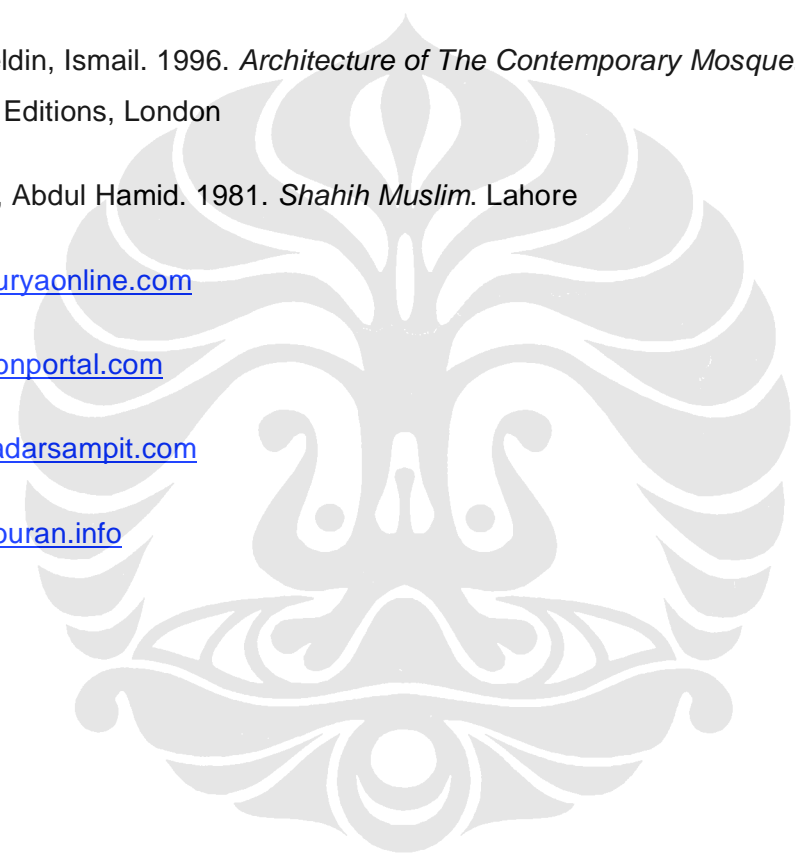 ldin, Ismail. 1996. Architecture of The Contemporary Mosque
Editions, London
, Abdul Hamid. 1981. Shahih Muslim. Lahore
uryaonline.com
onportal.com
adarsampit.com
ouran.info